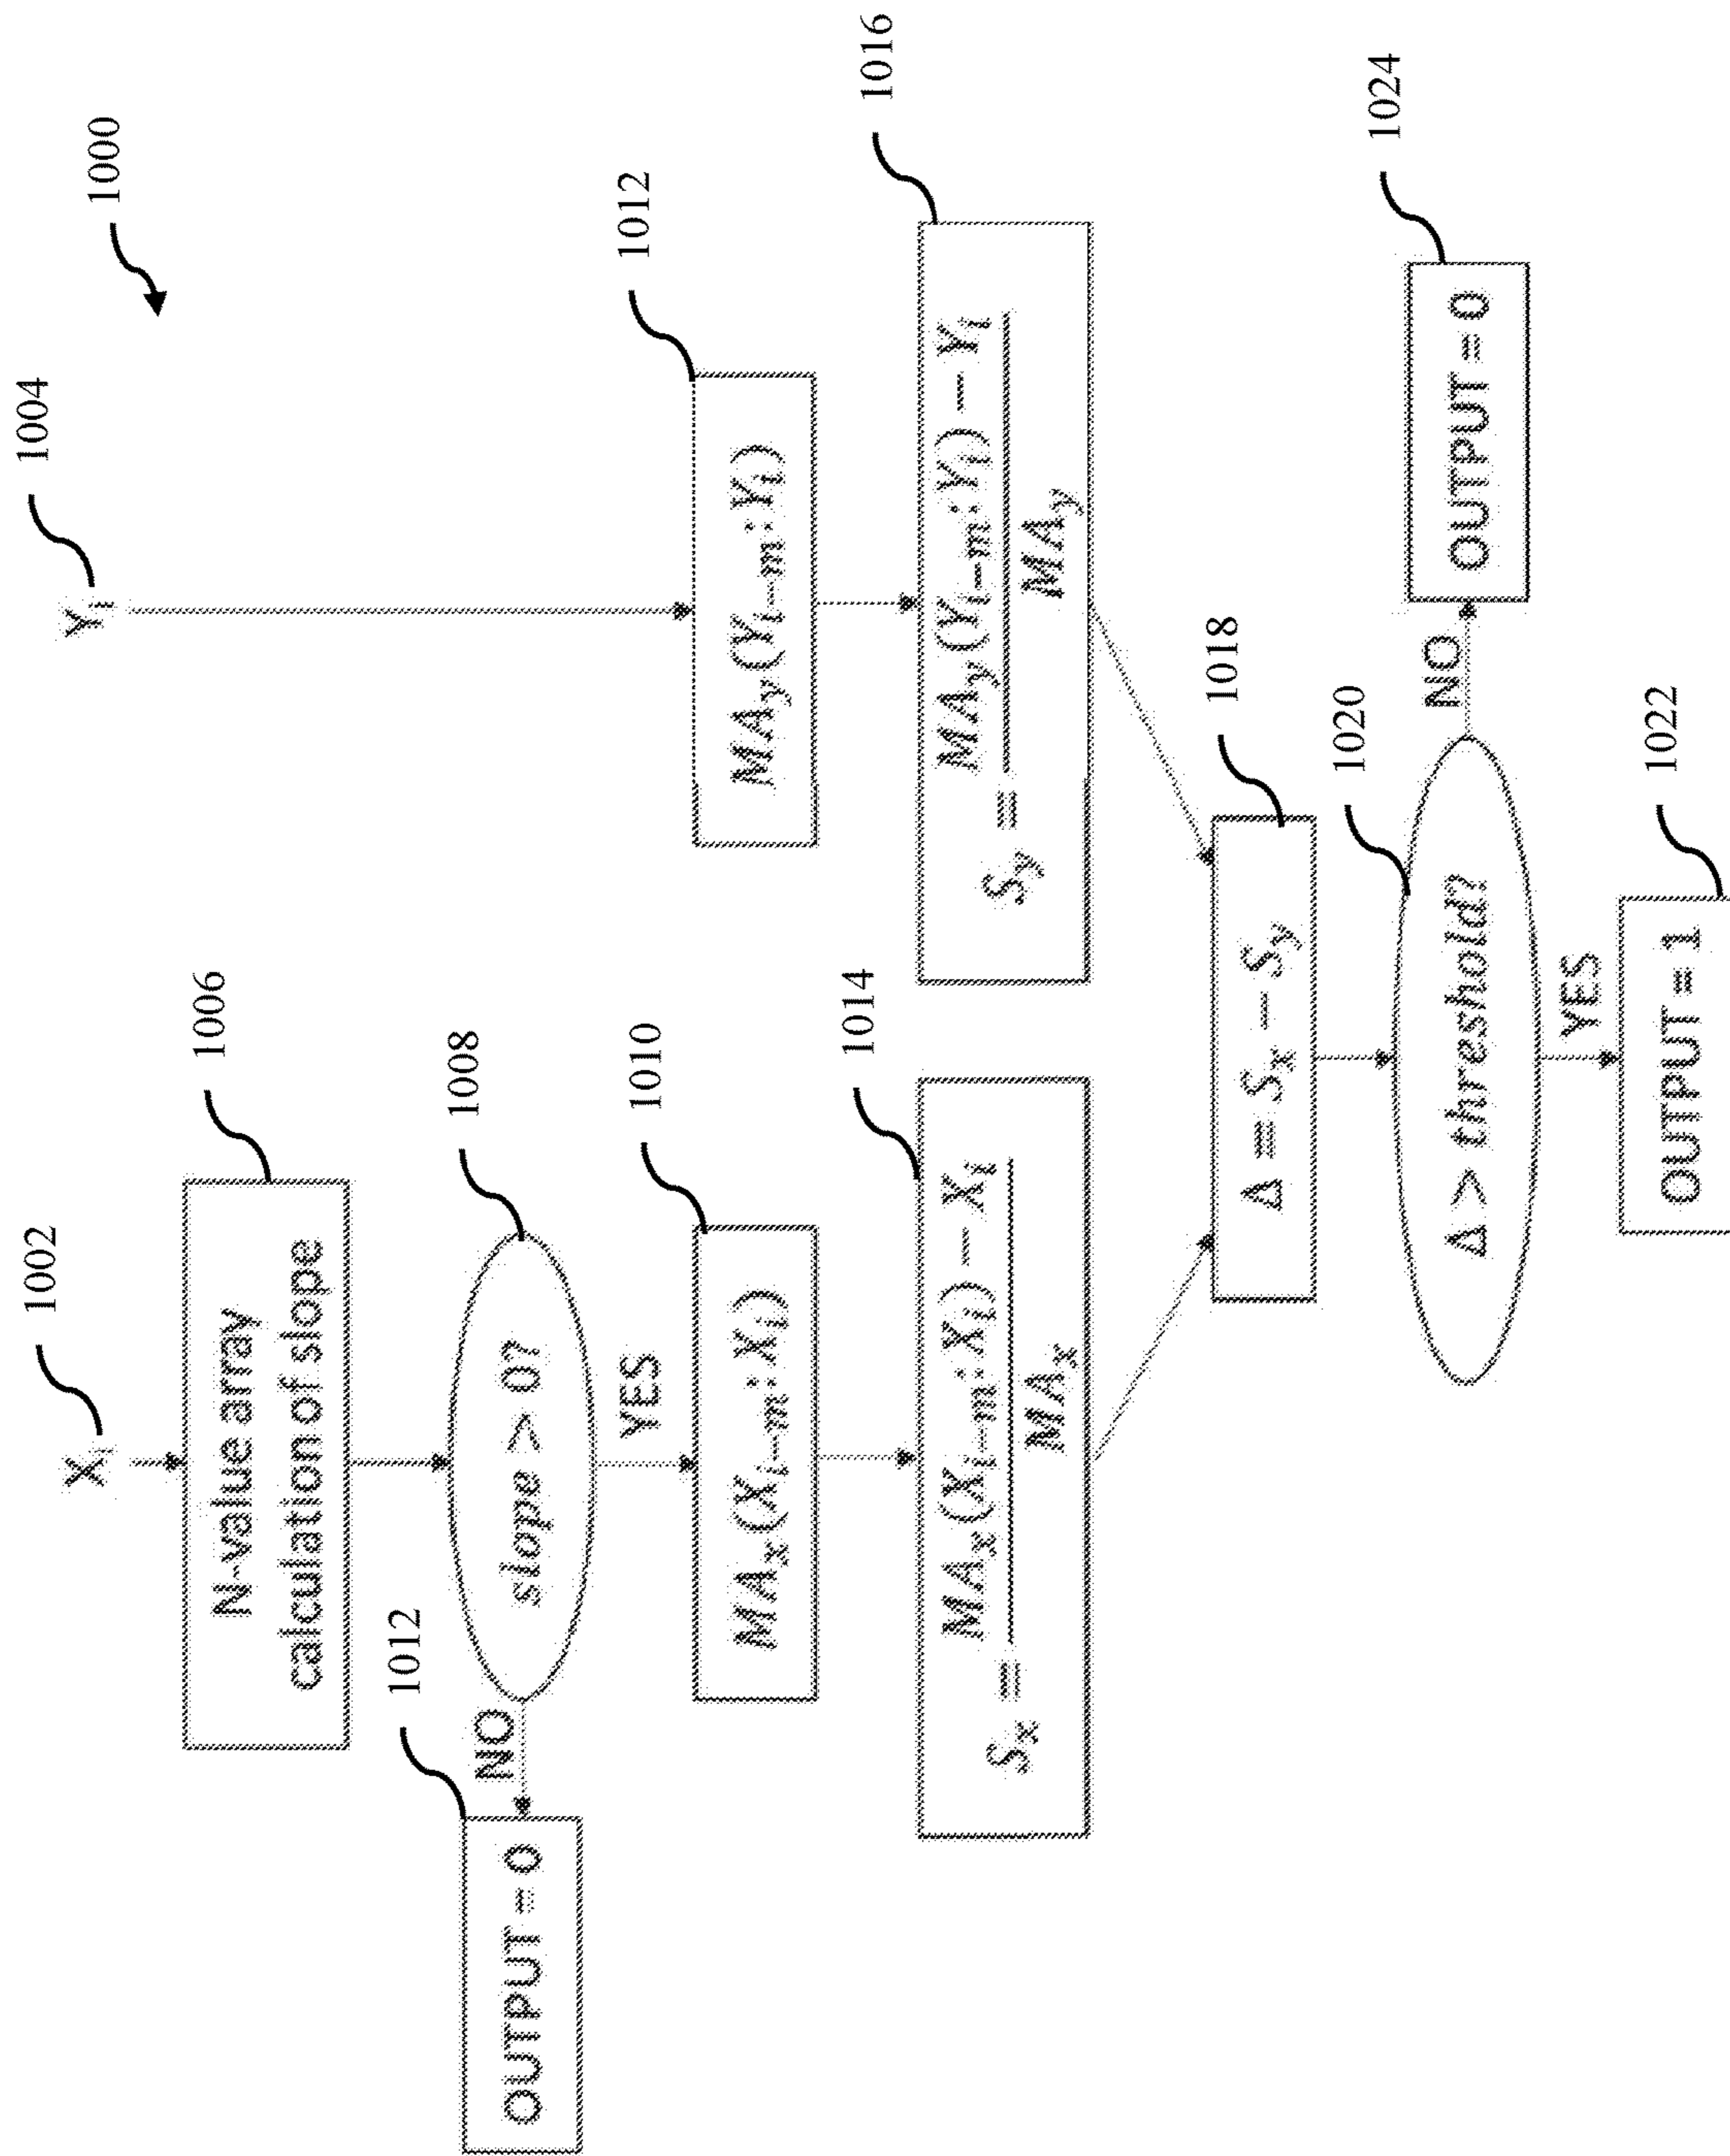 1000
1002
1004
X_i
Y_i
1006
N-value array
calculation of slope
1008
slope > 0?
1012
NO
OUTPUT = 0
YES
1010
MA_x(X_{i-m}:X_i)
1012
MA_y(Y_{i-m}:Y_i)
1014
S_x = \frac{MA_x(X_{i-m}:X_i) - X_i}{MA_x}
1016
S_y = \frac{MA_y(Y_{i-m}:Y_i) - Y_i}{MA_y}
1018
Δ = S_x - S_y
1020
Δ > threshold?
NO
1024
OUTPUT = 0
YES
1022
OUTPUT = 1